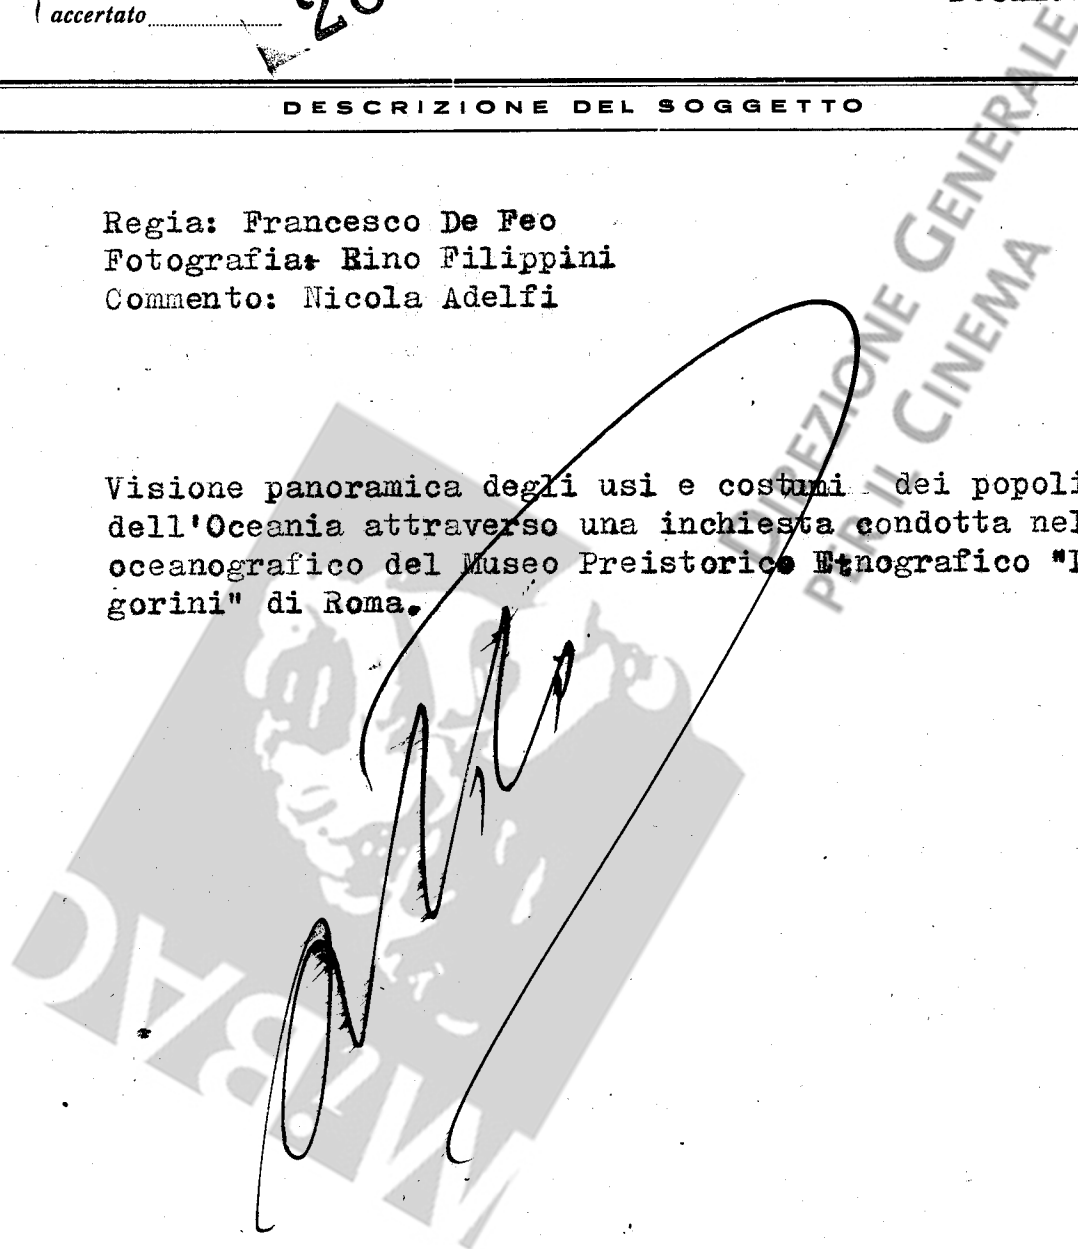 accertato
DESCRIZIONE DEL SOGGETTO
Regia: Francesco De Feo
Fotografia: Rino Filippini
Commento: Nicola Adelfi
Visione panoramica degli usi e costumi dei popoli
dell'Oceania attraverso una inchiesta condotta nel
oceanografico del Museo Preistorico Etnografico "
gorini" di Roma.
DIREZIONE GENERALE
PER IL CINEMA
MiBAC